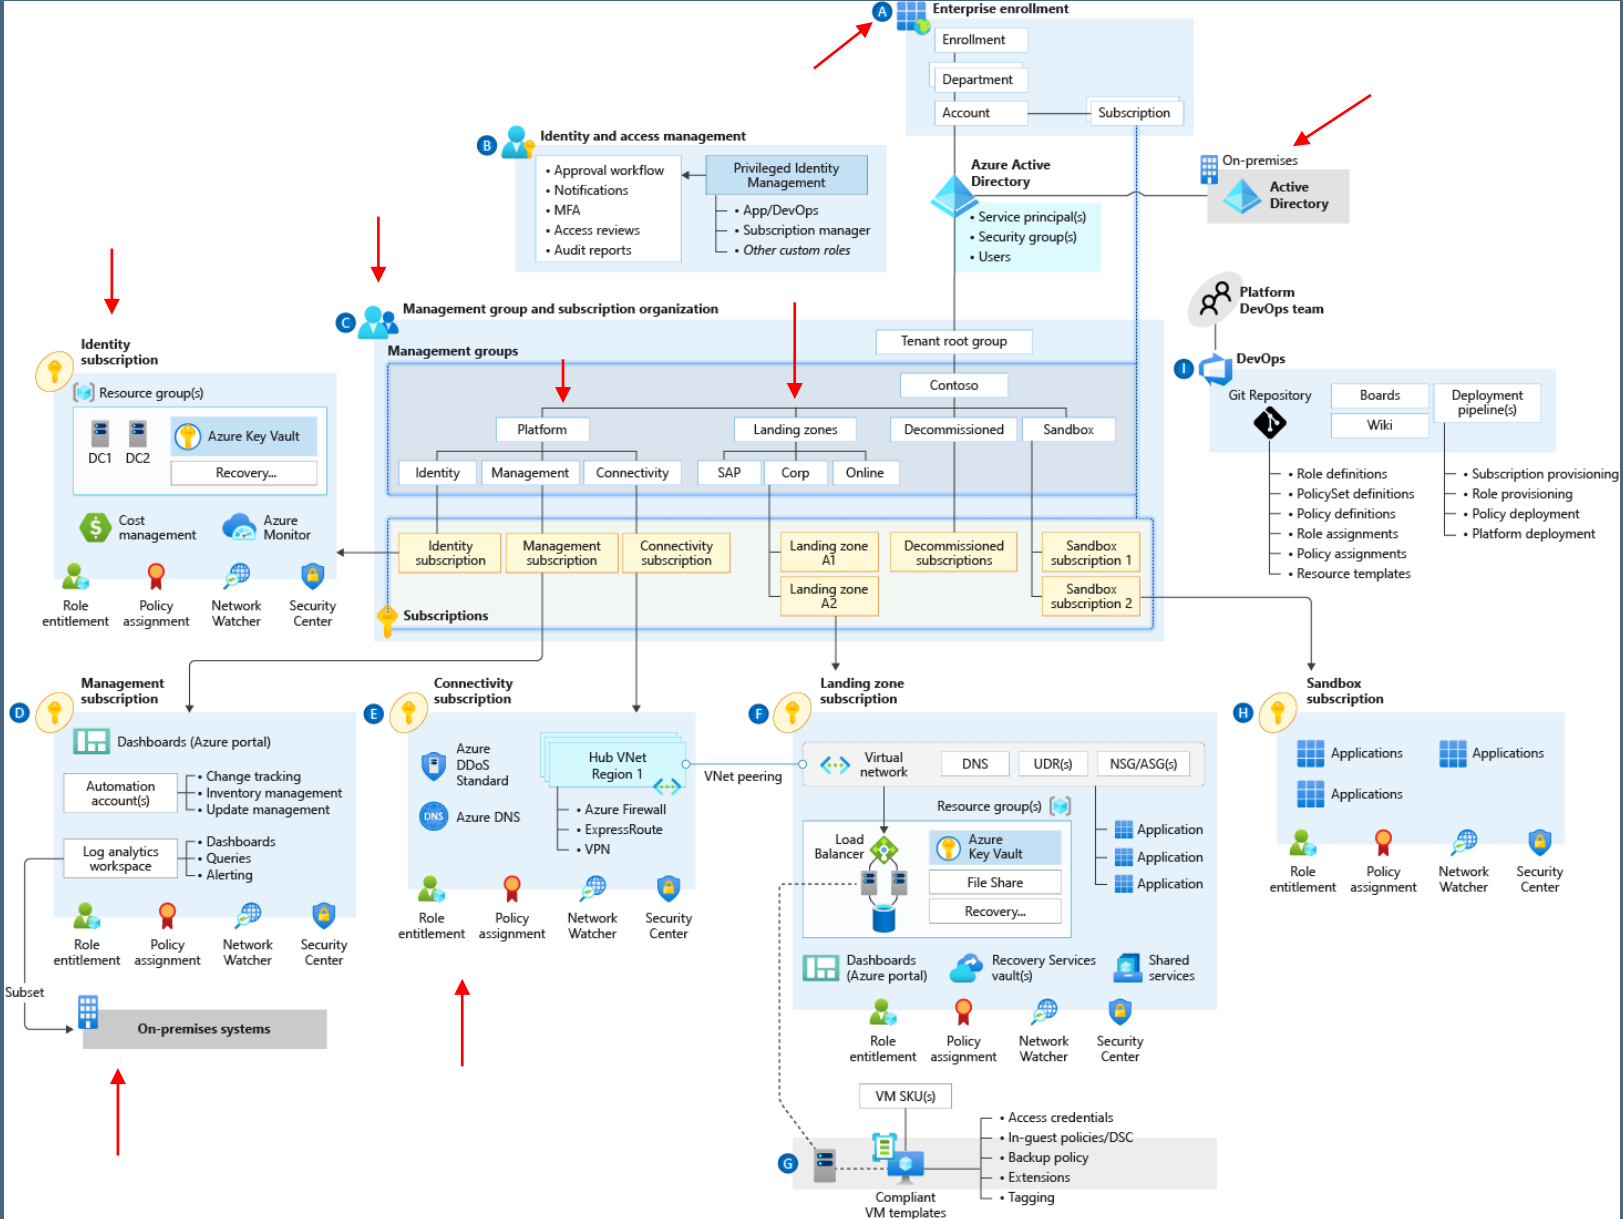 A
Enterprise enrollment
Enrollment
Department
Account
Subscription
B
Identity and access management
• Approval workflow
• Notifications
• MFA
• Access reviews
• Audit reports
Privileged Identity
Management
• App/DevOps
• Subscription manager
• Other custom roles
Azure Active
Directory
• Service principal(s)
• Security group(s)
• Users
On-premises
Active
Directory
Platform
DevOps team
I
DevOps
Git Repository
Boards
Wiki
Deployment
pipeline(s)
• Role definitions
• PolicySet definitions
• Policy definitions
• Role assignments
• Policy assignments
• Resource templates
• Subscription provisioning
• Role provisioning
• Policy deployment
• Platform deployment
C
Management group and subscription organization
Management groups
Tenant root group
Contoso
Platform
Landing zones
Decommissioned
Sandbox
Identity
Management
Connectivity
SAP
Corp
Online
Identity
subscription
Management
subscription
Connectivity
subscription
Landing zone
A1
Landing zone
A2
Decommissioned
subscriptions
Sandbox
subscription 1
Sandbox
subscription 2
Subscriptions
Identity
subscription
Resource group(s)
DC1
DC2
Azure Key Vault
Recovery...
Cost
management
Azure
Monitor
Role
entitlement
Policy
assignment
Network
Watcher
Security
Center
D
Management
subscription
Dashboards (Azure portal)
Automation
account(s)
• Change tracking
• Inventory management
• Update management
Log analytics
workspace
• Dashboards
• Queries
• Alerting
Role
entitlement
Policy
assignment
Network
Watcher
Security
Center
Subset
On-premises systems
E
Connectivity
subscription
Azure
DDoS
Standard
Azure DNS
DNS
Hub VNet
Region 1
• Azure Firewall
• ExpressRoute
• VPN
Role
entitlement
Policy
assignment
Network
Watcher
Security
Center
VNet peering
F
Landing zone
subscription
Virtual
network
DNS
UDR(s)
NSG/ASG(s)
Resource group(s)
Load
Balancer
Azure
Key Vault
File Share
Recovery...
Application
Application
Application
Dashboards
(Azure portal)
Recovery Services
vault(s)
Shared
services
Role
entitlement
Policy
assignment
Network
Watcher
Security
Center
G
VM SKU(s)
Compliant
VM templates
• Access credentials
• In-guest policies/DSC
• Backup policy
• Extensions
• Tagging
H
Sandbox
subscription
Applications
Applications
Applications
Role
entitlement
Policy
assignment
Network
Watcher
Security
Center